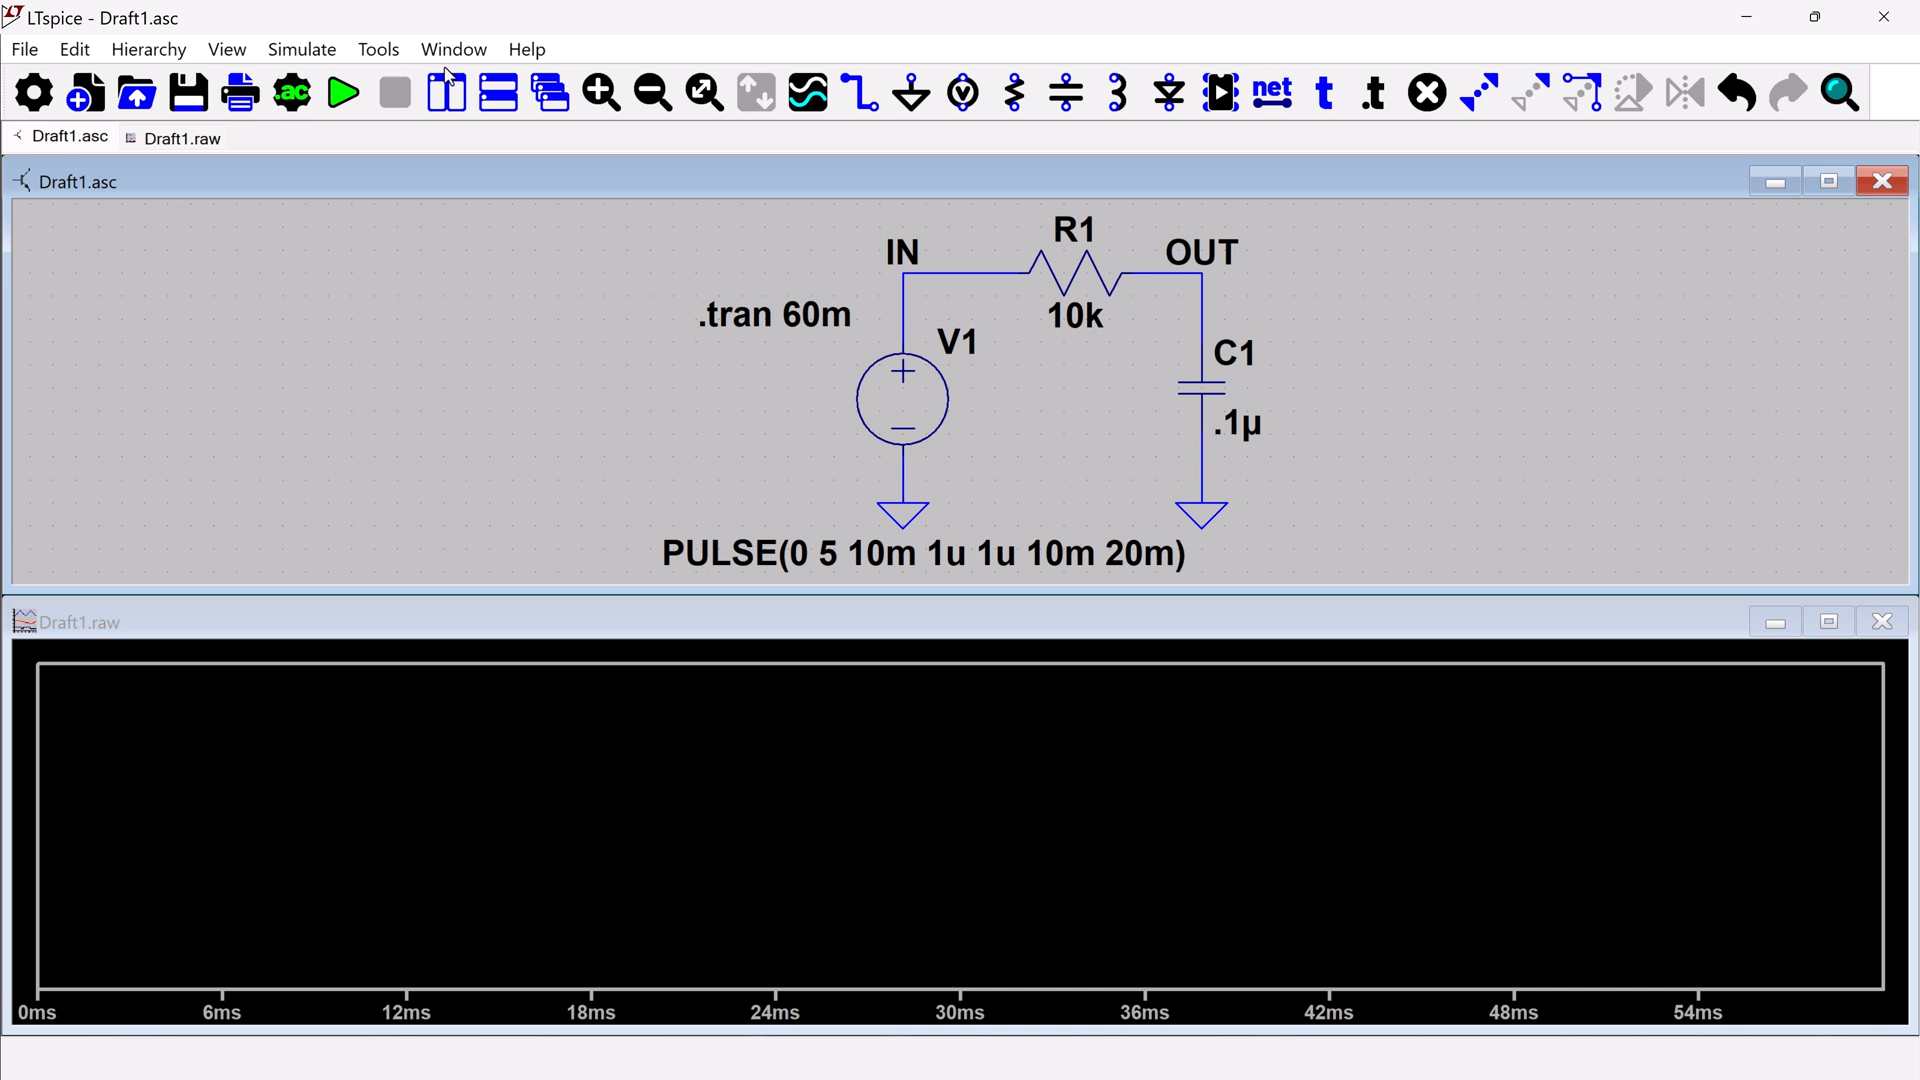 LTspice - Draft1.asc
File Edit Hierarchy View Simulate Tools Window Help
.ac net t .t
Draft1.asc Draft1.raw
Draft1.asc
R1
IN OUT
.tran 60m 10k
V1
C1
.1µ
PULSE(0 5 10m 1u 1u 10m 20m)
Draft1.raw
0ms 6ms 12ms 18ms 24ms 30ms 36ms 42ms 48ms 54ms